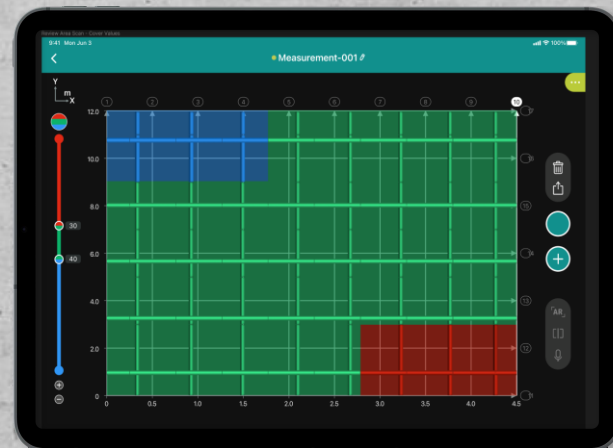 Review Area Scan - Cover Values
9:41 Mon Jun 3
100%
Measurement-001
Y
m
X
1 2 3 4 5 6 7 8 9 10
12.0 17
10.0 16
8.0 15
30
6.0 14
40
4.0 13
2.0 12
0 11
0 0.5 1.0 1.5 2.0 2.5 3.0 3.5 4.0 4.5
AR